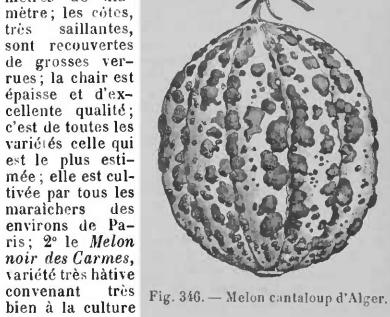 mètre; les côtes,
très saillantes,
sont recouvertes
de grosses ver-
rues; la chair est
épaisse et d'ex-
cellente qualité;
c'est de toutes les
variétés celle qui
est le plus esti-
mée; elle est cul-
tivée par tous les
maraîchers des
environs de Pa-
ris; 2° le Melon
noir des Carmes,
variété très hâtive
convenant très
bien à la culture
Fig. 346. — Melon cantaloup d'Alger.